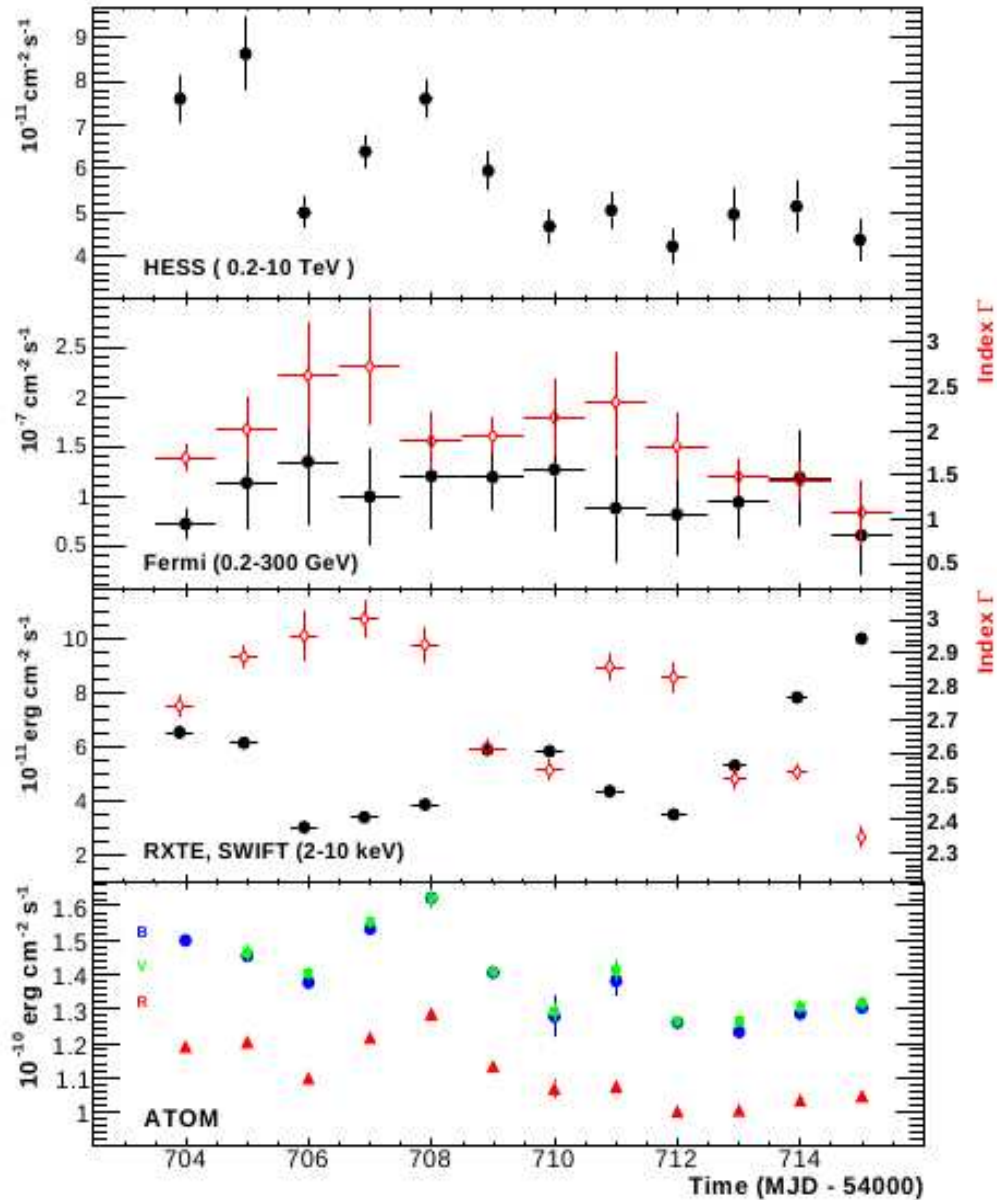 10⁻¹¹ cm⁻² s⁻¹
9
8
7
6
5
4
HESS ( 0.2-10 TeV )
10⁻⁷ cm⁻² s⁻¹
2.5
2
1.5
1
0.5
Fermi (0.2-300 GeV)
3
2.5
2
1.5
1
0.5
Index Γ
10⁻¹¹ erg cm⁻² s⁻¹
10
8
6
4
2
RXTE, SWIFT (2-10 keV)
3
2.9
2.8
2.7
2.6
2.5
2.4
2.3
Index Γ
10⁻¹⁰ erg cm⁻² s⁻¹
1.6
1.5
1.4
1.3
1.2
1.1
1
B
V
R
ATOM
704 706 708 710 712 714
Time (MJD - 54000)